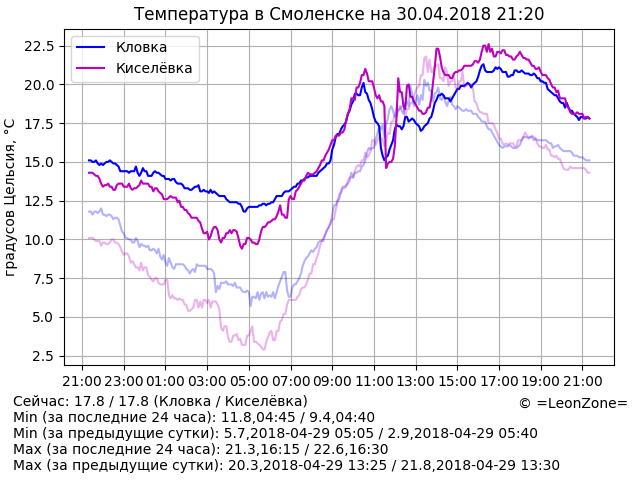 Температура в Смоленске на 30.04.2018 21:20
Кловка
Киселёвка
градусов Цельсия, °C
22.5
20.0
17.5
15.0
12.5
10.0
7.5
5.0
2.5
21:00 23:00 01:00 03:00 05:00 07:00 09:00 11:00 13:00 15:00 17:00 19:00 21:00
Сейчас: 17.8 / 17.8 (Кловка / Киселёвка)
© =LeonZone=
Min (за последние 24 часа): 11.8,04:45 / 9.4,04:40
Min (за предыдущие сутки): 5.7,2018-04-29 05:05 / 2.9,2018-04-29 05:40
Max (за последние 24 часа): 21.3,16:15 / 22.6,16:30
Max (за предыдущие сутки): 20.3,2018-04-29 13:25 / 21.8,2018-04-29 13:30